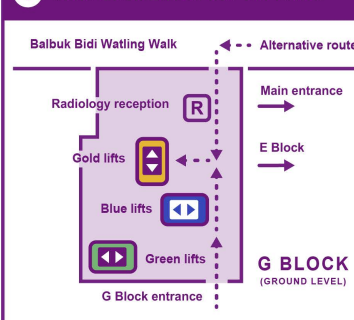 Balbuk Bidi Watling Walk
Alternative route
Main entrance
Radiology reception
R
E Block
Gold lifts
Blue lifts
Green lifts
G BLOCK
(GROUND LEVEL)
G Block entrance